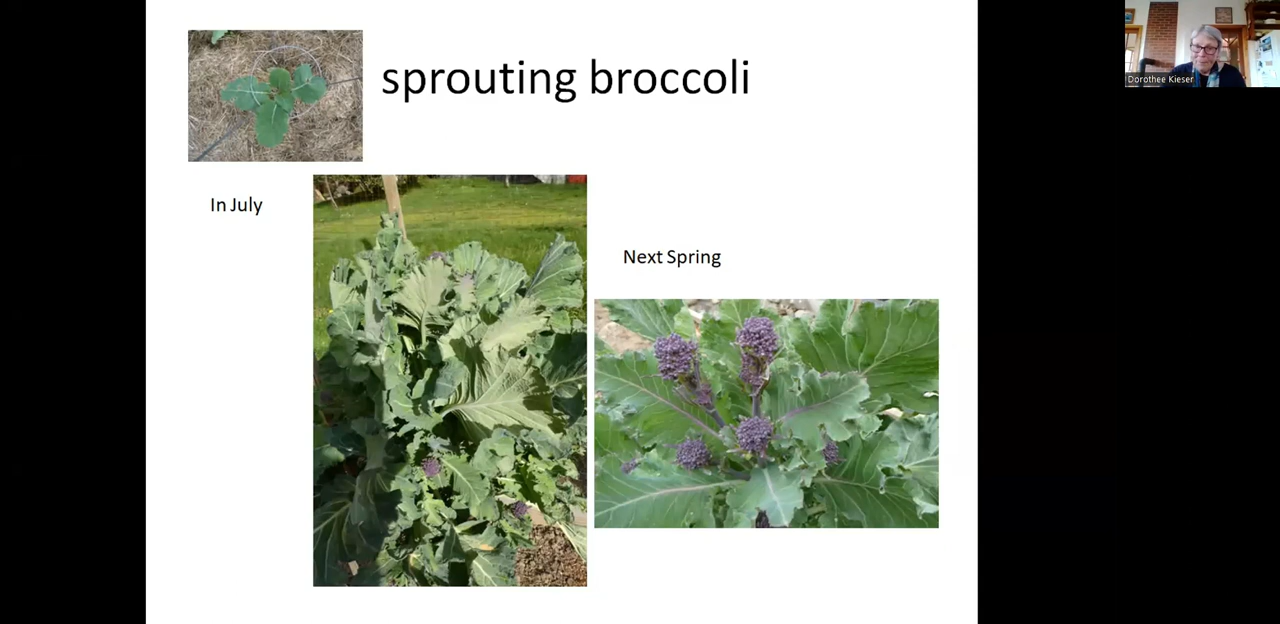 sprouting broccoli
Dorothee Kieser
In July
Next Spring